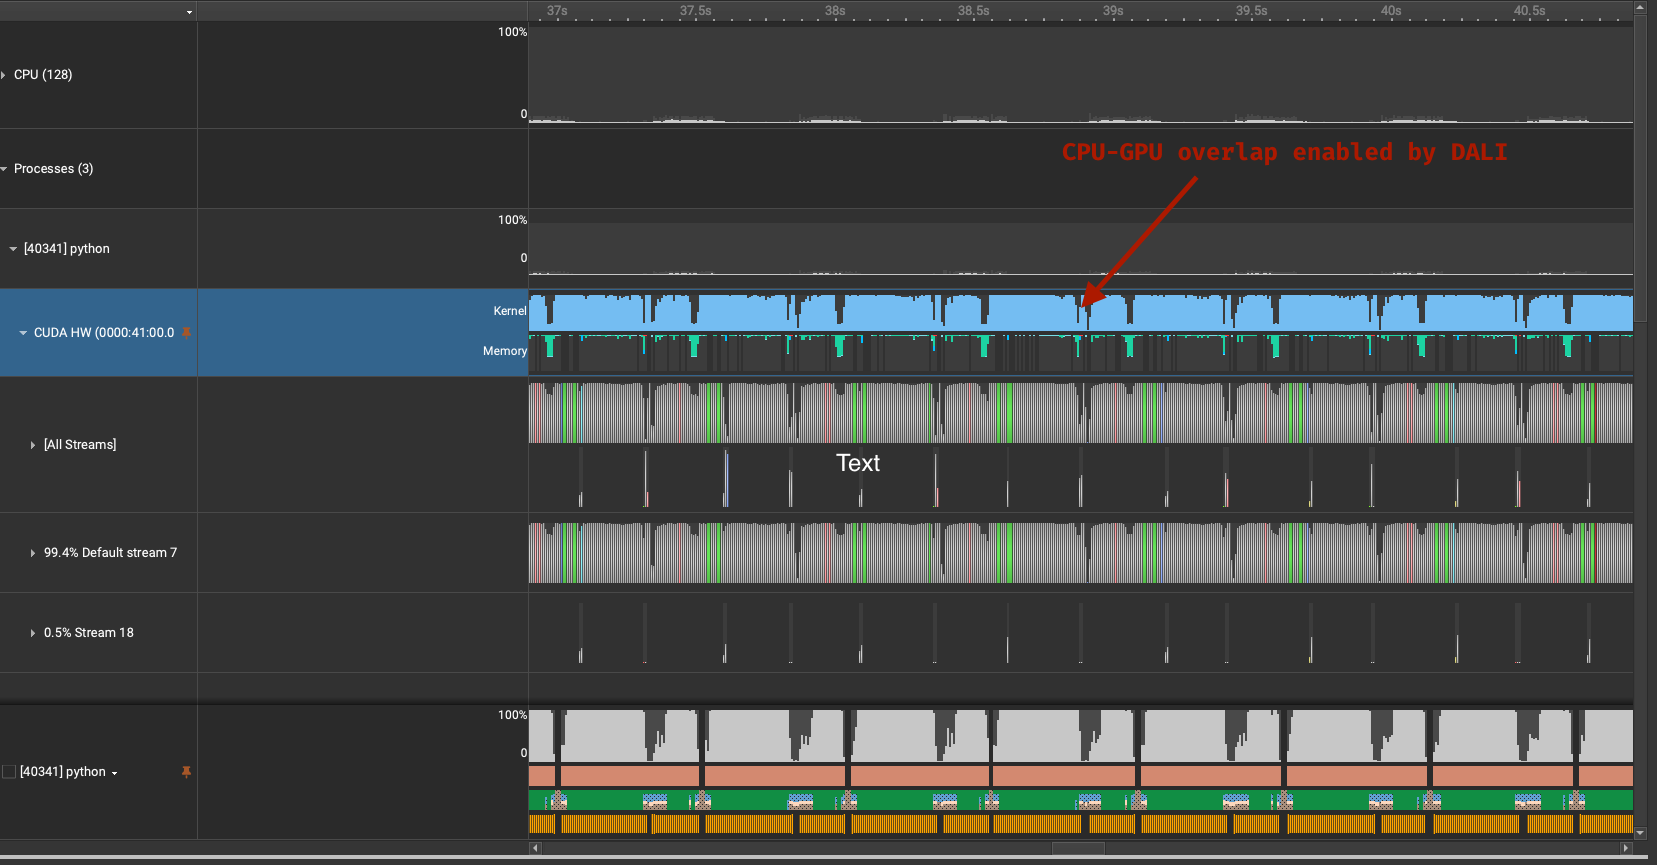 37s 37.5s 38s 38.5s 39s 39.5s 40s 40.5s
100%
CPU (128)
0
CPU-GPU overlap enabled by DALI
Processes (3)
100%
[40341] python
0
Kernel
CUDA HW (0000:41:00.0
Memory
[All Streams]
Text
99.4% Default stream 7
0.5% Stream 18
100%
0
[40341] python